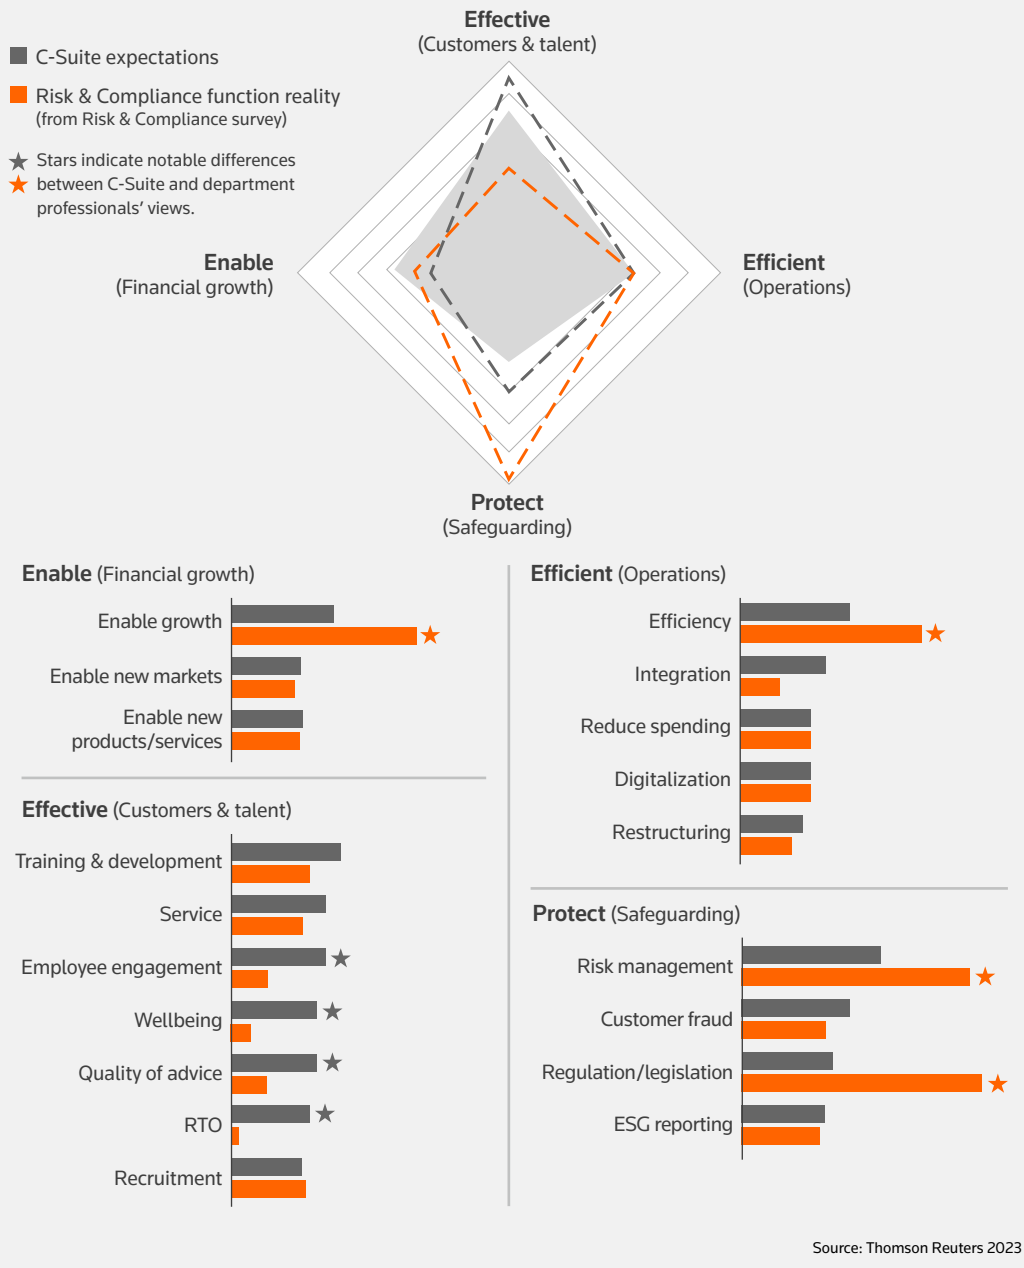 Effective
(Customers & talent)
C-Suite expectations
Risk & Compliance function reality
(from Risk & Compliance survey)
Stars indicate notable differences
between C-Suite and department
professionals’ views.
Enable
(Financial growth)
Efficient
(Operations)
Protect
(Safeguarding)
Enable (Financial growth)
Enable growth
Enable new markets
Enable new
products/services
Effective (Customers & talent)
Training & development
Service
Employee engagement
Wellbeing
Quality of advice
RTO
Recruitment
Efficient (Operations)
Efficiency
Integration
Reduce spending
Digitalization
Restructuring
Protect (Safeguarding)
Risk management
Customer fraud
Regulation/legislation
ESG reporting
Source: Thomson Reuters 2023